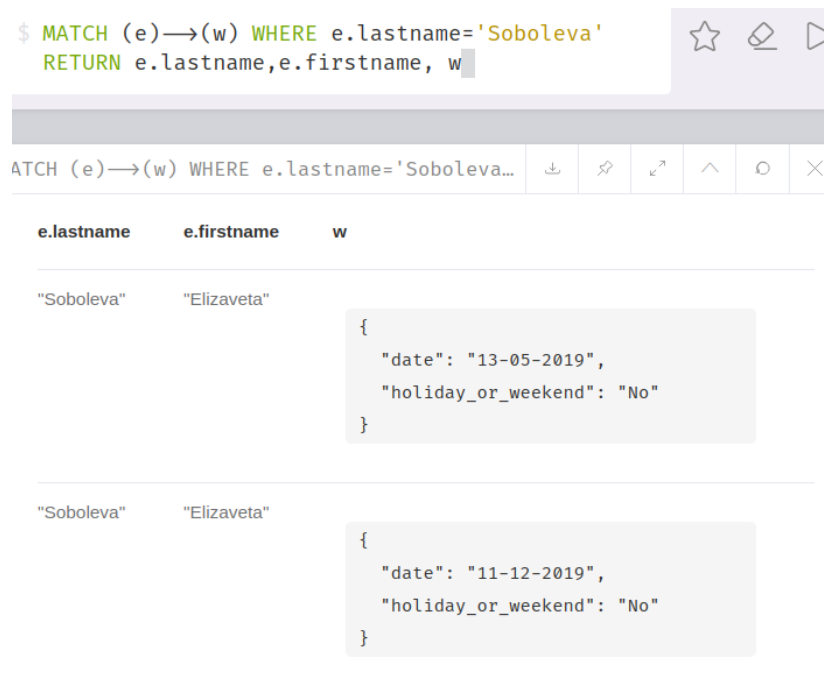 $ MATCH (e)⟶(w) WHERE e.lastname='Soboleva'
RETURN e.lastname,e.firstname, w
ATCH (e)⟶(w) WHERE e.lastname='Soboleva…
e.lastname e.firstname w
"Soboleva" "Elizaveta"
{
"date": "13-05-2019",
"holiday_or_weekend": "No"
}
"Soboleva" "Elizaveta"
{
"date": "11-12-2019",
"holiday_or_weekend": "No"
}